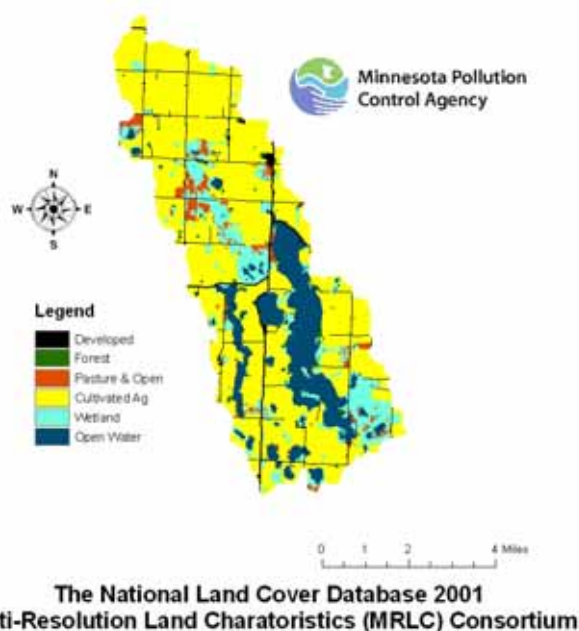 Minnesota Pollution
Control Agency
N
W
E
S
Legend
Developed
Forest
Pasture & Open
Cultivated Ag
Wetland
Open Water
0 1 2 4 Miles
The National Land Cover Database 2001
ti-Resolution Land Charatoristics (MRLC) Consortium